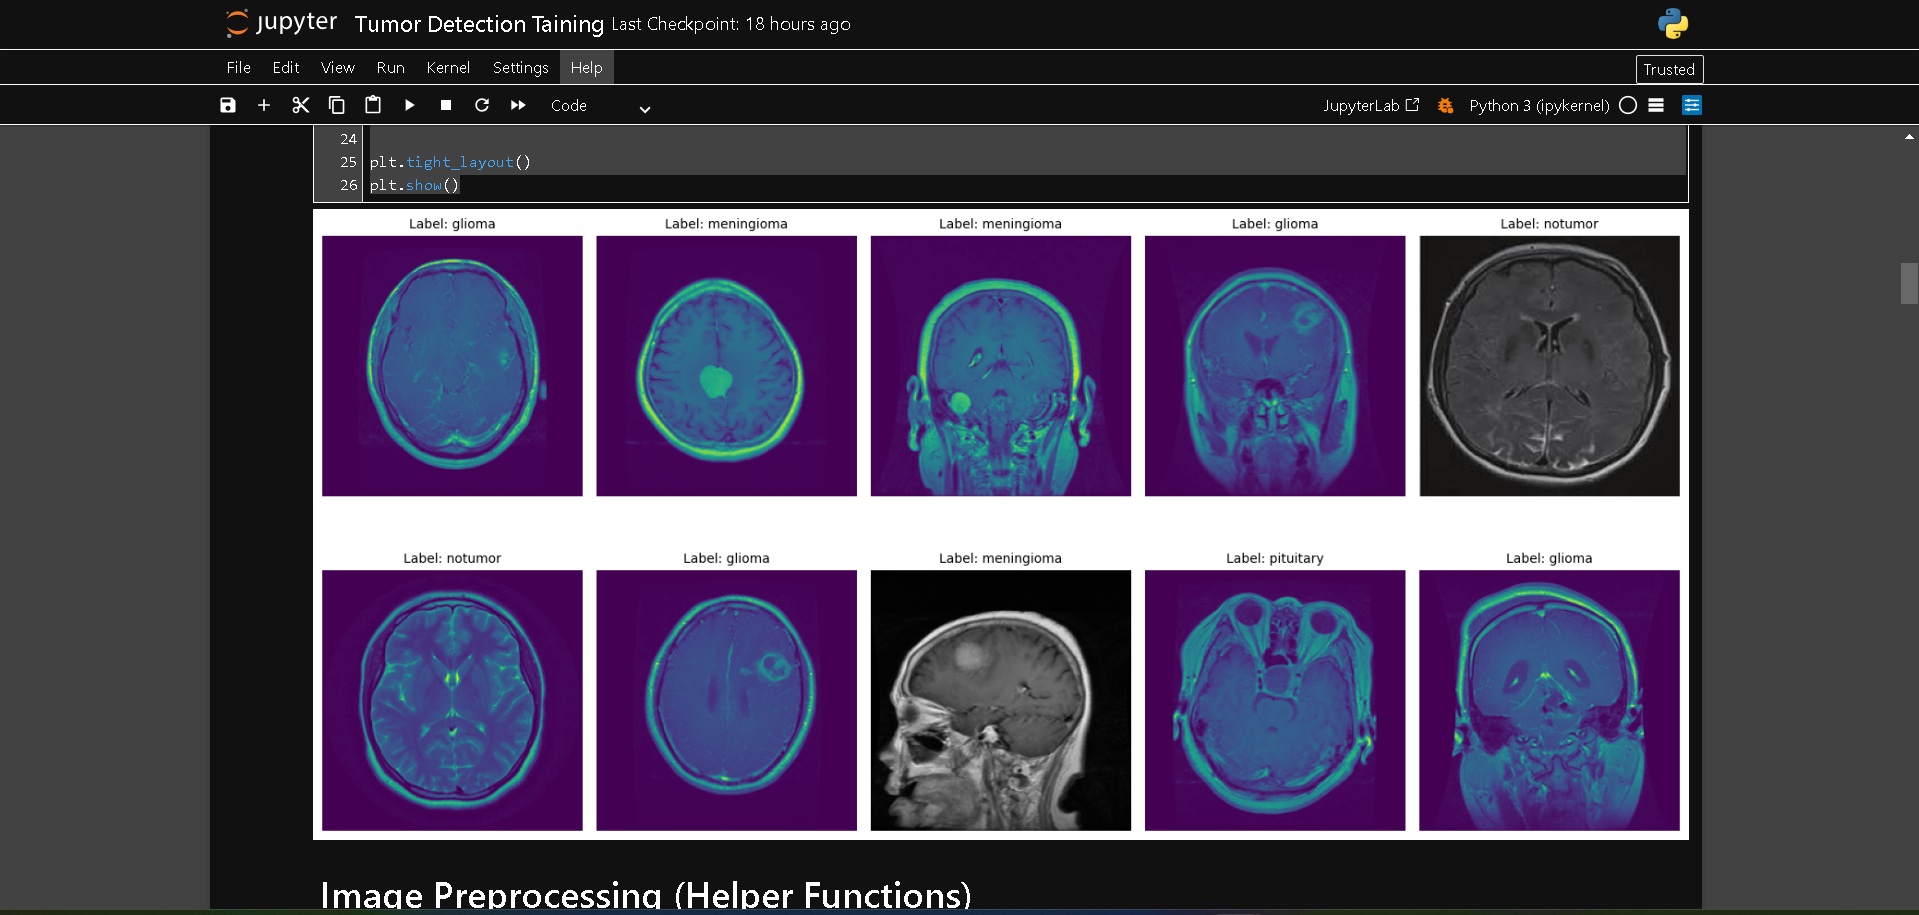 jupyter Tumor Detection Taining Last Checkpoint: 18 hours ago
File Edit View Run Kernel Settings Help Trusted
Code JupyterLab Python 3 (ipykernel)
24
25 plt.tight_layout()
26 plt.show()
Label: glioma Label: meningioma Label: meningioma Label: glioma Label: notumor
Label: notumor Label: glioma Label: meningioma Label: pituitary Label: glioma
Image Preprocessing (Helper Functions)